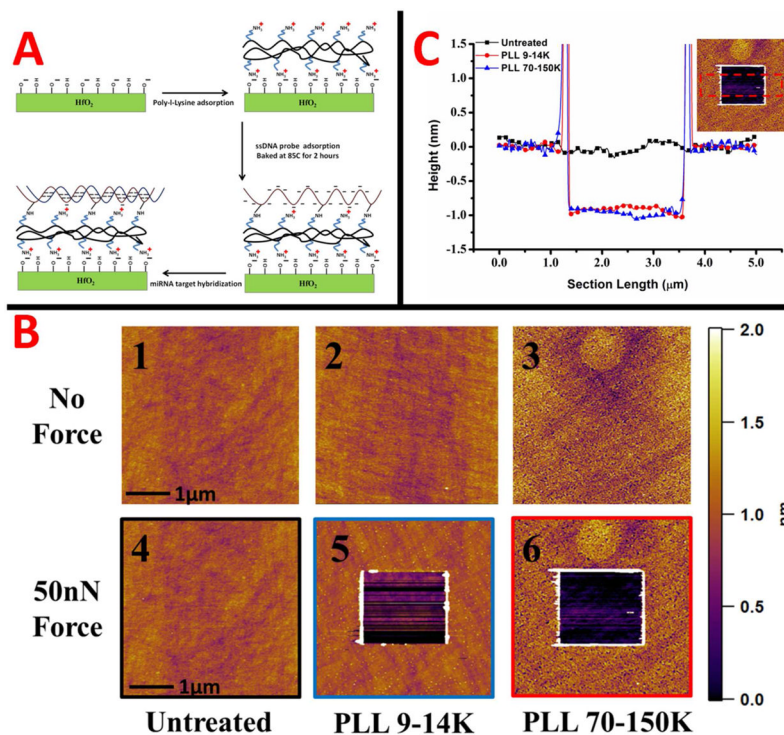 A
HfO₂
Poly-l-Lysine adsorption
HfO₂
ssDNA probe adsorption
Baked at 85C for 2 hours
HfO₂
miRNA target hybridization
HfO₂
C
Untreated
PLL 9-14K
PLL 70-150K
Height (nm)
1.5
1.0
0.5
0.0
-0.5
-1.0
-1.5
0.0 1.0 2.0 3.0 4.0 5.0
Section Length (μm)
B
No
Force
1
1μm
2
3
50nN
Force
4
1μm
5
6
Untreated
PLL 9-14K
PLL 70-150K
2.0
1.5
1.0
0.5
0.0
nm